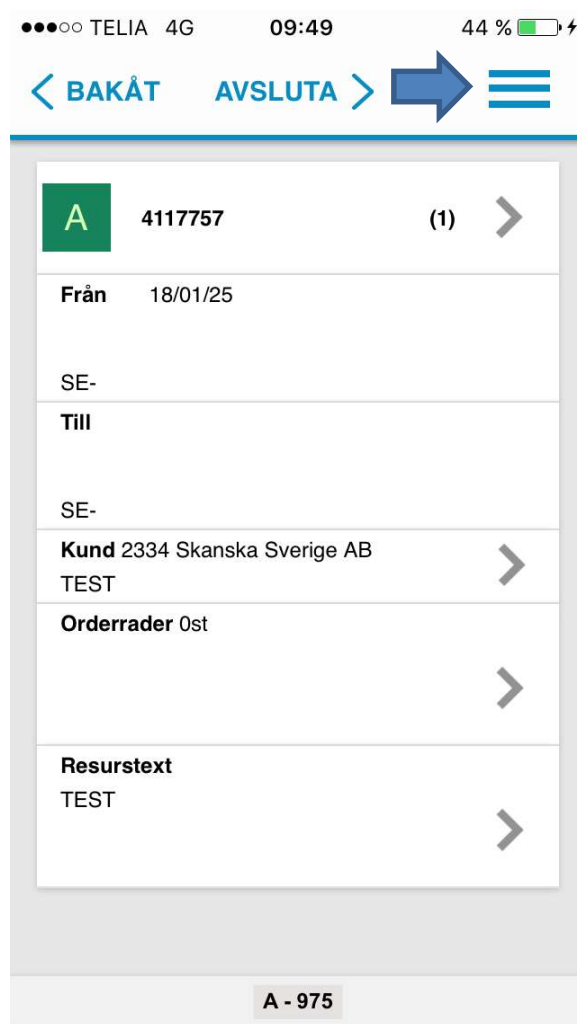 TELIA 4G 09:49 44 %
BAKÅT AVSLUTA
A 4117757 (1)
Från 18/01/25
SE-
Till
SE-
Kund 2334 Skanska Sverige AB
TEST
Orderrader 0st
Resurstext
TEST
A - 975